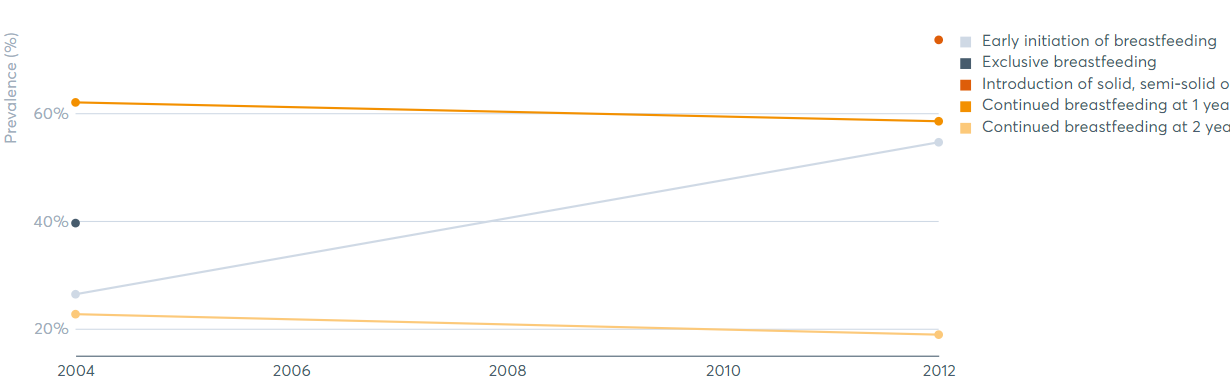 Prevalence (%)
60%
40%
20%
2004 2006 2008 2010 2012
Early initiation of breastfeeding
Exclusive breastfeeding
Introduction of solid, semi-solid o
Continued breastfeeding at 1 yea
Continued breastfeeding at 2 yea